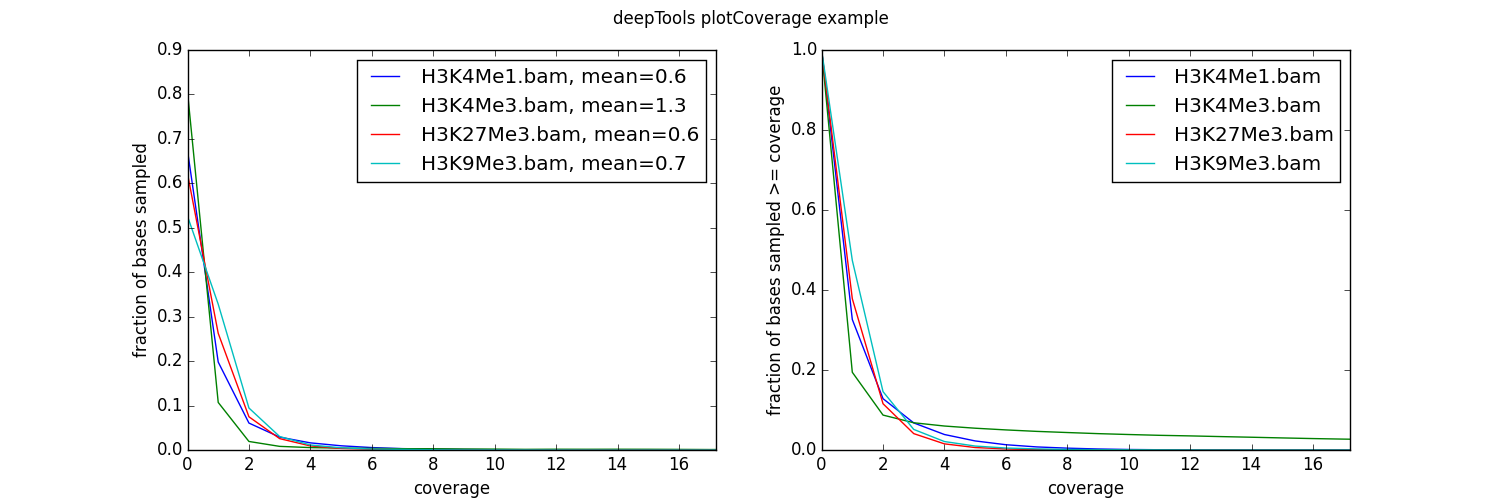 deepTools plotCoverage example
0.9
0.8
0.7
0.6
0.5
0.4
0.3
0.2
0.1
0.0
fraction of bases sampled
H3K4Me1.bam, mean=0.6
H3K4Me3.bam, mean=1.3
H3K27Me3.bam, mean=0.6
H3K9Me3.bam, mean=0.7
0 2 4 6 8 10 12 14 16
coverage
1.0
0.8
0.6
0.4
0.2
0.0
fraction of bases sampled >= coverage
H3K4Me1.bam
H3K4Me3.bam
H3K27Me3.bam
H3K9Me3.bam
0 2 4 6 8 10 12 14 16
coverage